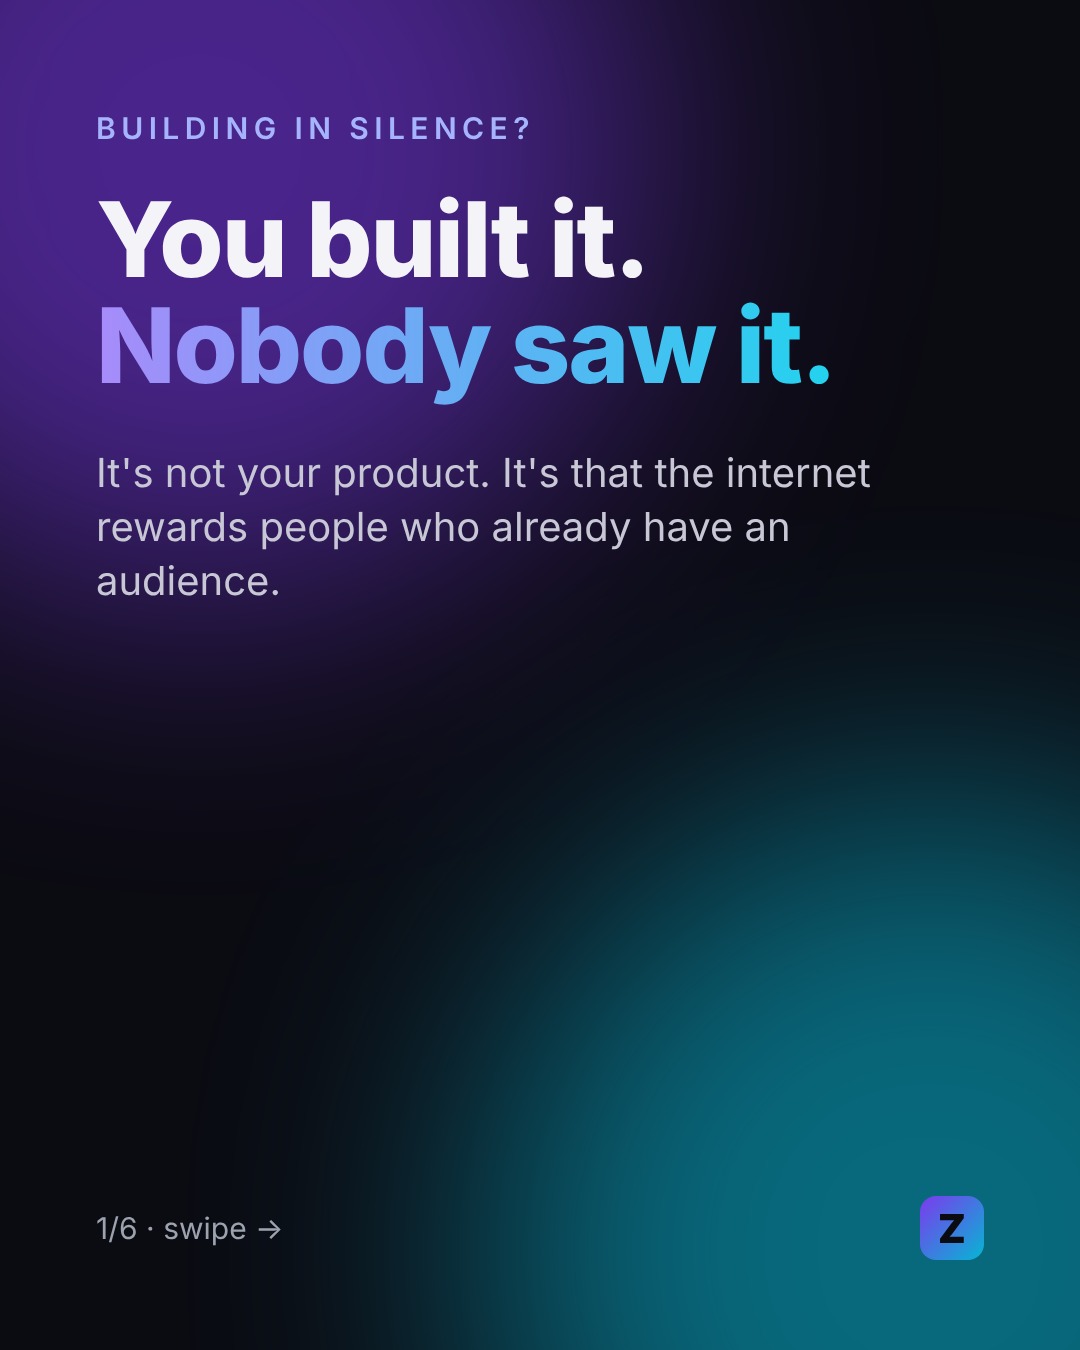 BUILDING IN SILENCE?
You built it.
Nobody saw it.
It's not your product. It's that the internet
rewards people who already have an
audience.
1/6 · swipe →
Z